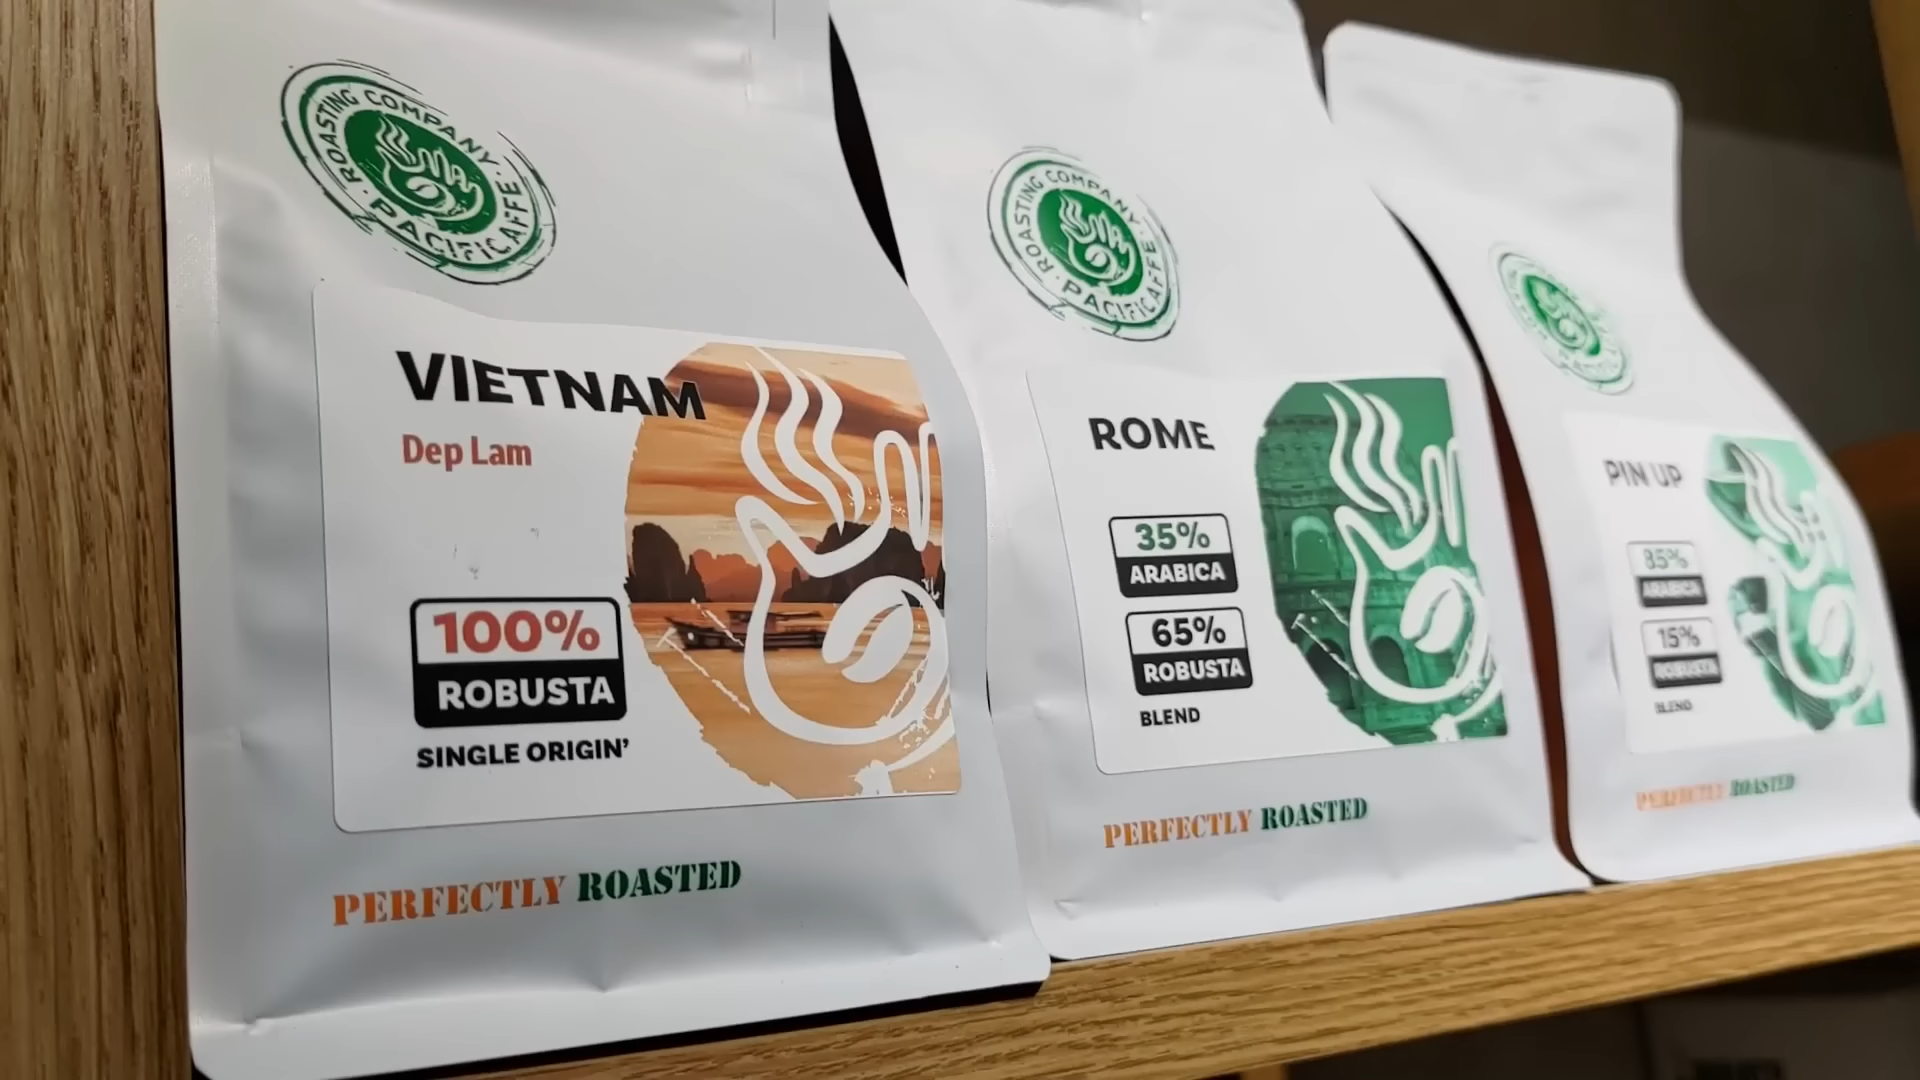 ROASTING COMPANY
PACIFICAFFE
VIETNAM
Dep Lam
100%
ROBUSTA
SINGLE ORIGIN'
PERFECTLY ROASTED
ROASTING COMPANY
PACIFICAFFE
ROME
35%
ARABICA
65%
ROBUSTA
BLEND
PERFECTLY ROASTED
PIN UP
85%
ARABICA
15%
ROBUSTA
BLEND
PERFECTLY ROASTED